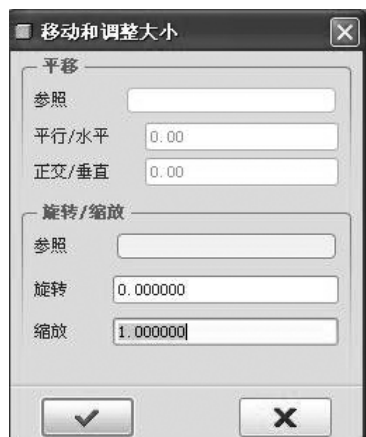 移动和调整大小
平移
参照
平行/水平 0.00
正交/垂直 0.00
旋转/缩放
参照
旋转 0.000000
缩放 1.000000